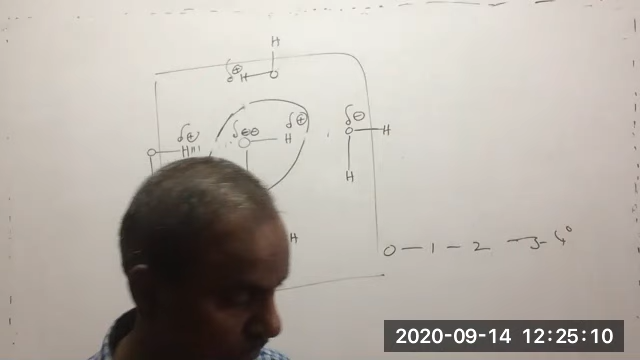 H
δ⊕ H—O
δ⊕ δ⊖⊖ δ⊕ δ⊖
O—H''' O—H O—H
H
H
0 — 1 — 2 — 3 - 4°
2020-09-14 12:25:10